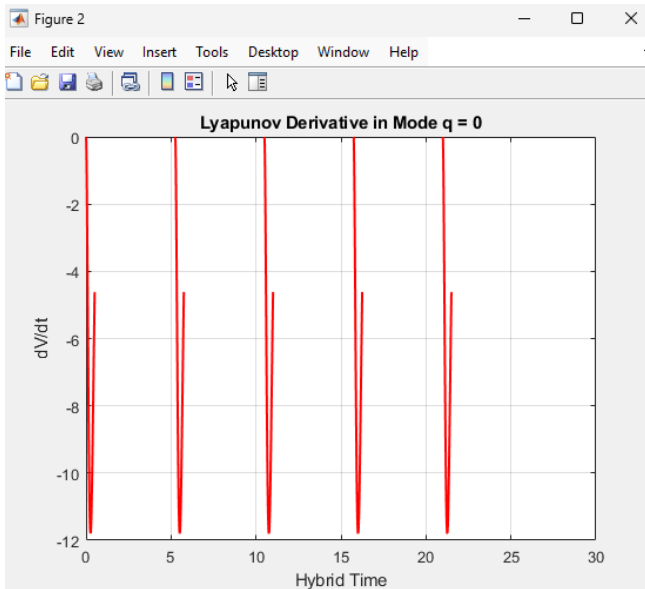 Figure 2
File Edit View Insert Tools Desktop Window Help
Lyapunov Derivative in Mode q = 0
0
-2
-4
-6
-8
-10
-12
dV/dt
0 5 10 15 20 25 30
Hybrid Time